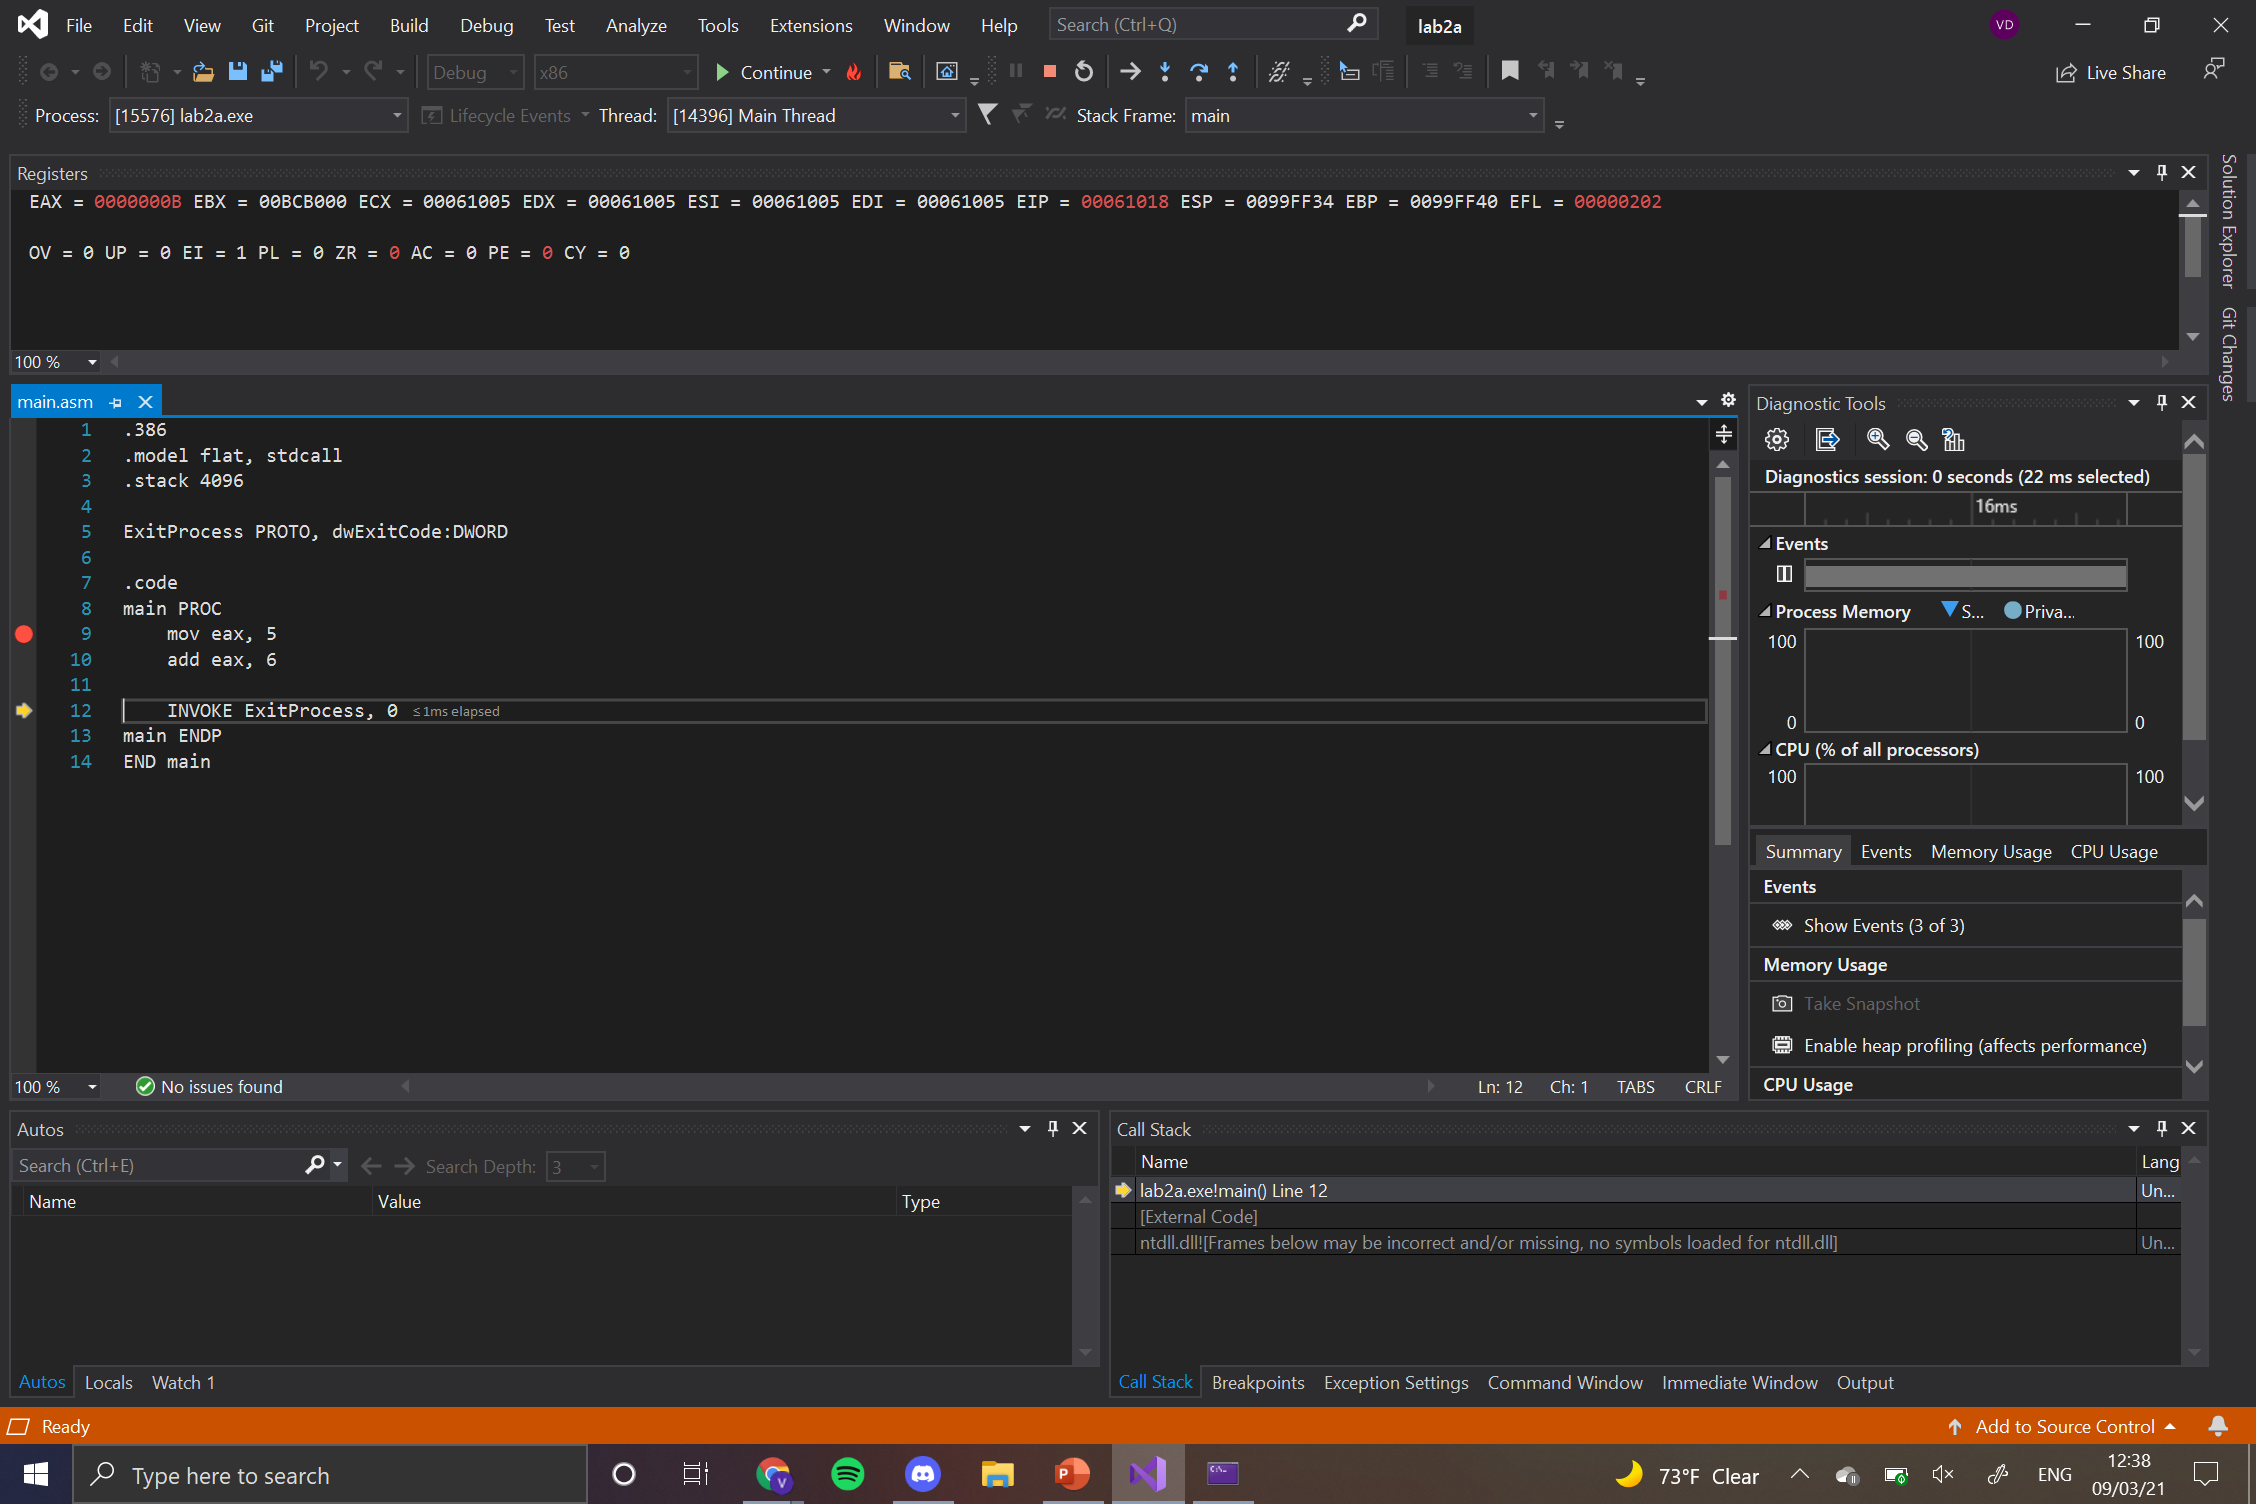 File Edit View Git Project Build Debug Test Analyze Tools Extensions Window Help Search (Ctrl+Q) lab2a VD
Debug x86 Continue Live Share
Process: [15576] lab2a.exe Lifecycle Events Thread: [14396] Main Thread Stack Frame: main
Registers
EAX = 0000000B EBX = 00BCB000 ECX = 00061005 EDX = 00061005 ESI = 00061005 EDI = 00061005 EIP = 00061018 ESP = 0099FF34 EBP = 0099FF40 EFL = 00000202
OV = 0 UP = 0 EI = 1 PL = 0 ZR = 0 AC = 0 PE = 0 CY = 0
100 %
Solution Explorer
Git Changes
main.asm
1 .386
2 .model flat, stdcall
3 .stack 4096
4
5 ExitProcess PROTO, dwExitCode:DWORD
6
7 .code
8 main PROC
9 mov eax, 5
10 add eax, 6
11
12 INVOKE ExitProcess, 0 ≤1ms elapsed
13 main ENDP
14 END main
100 % No issues found Ln: 12 Ch: 1 TABS CRLF
Diagnostic Tools
Diagnostics session: 0 seconds (22 ms selected)
16ms
Events
Process Memory S... Priva...
100 100
0 0
CPU (% of all processors)
100 100
Summary Events Memory Usage CPU Usage
Events
Show Events (3 of 3)
Memory Usage
Take Snapshot
Enable heap profiling (affects performance)
CPU Usage
Autos
Search (Ctrl+E) Search Depth: 3
Name Value Type
Autos Locals Watch 1
Call Stack
Name Lang
lab2a.exe!main() Line 12 Un...
[External Code]
ntdll.dll![Frames below may be incorrect and/or missing, no symbols loaded for ntdll.dll] Un...
Call Stack Breakpoints Exception Settings Command Window Immediate Window Output
Ready Add to Source Control
Type here to search
V
P
C:\
73°F Clear ENG 12:38
09/03/21